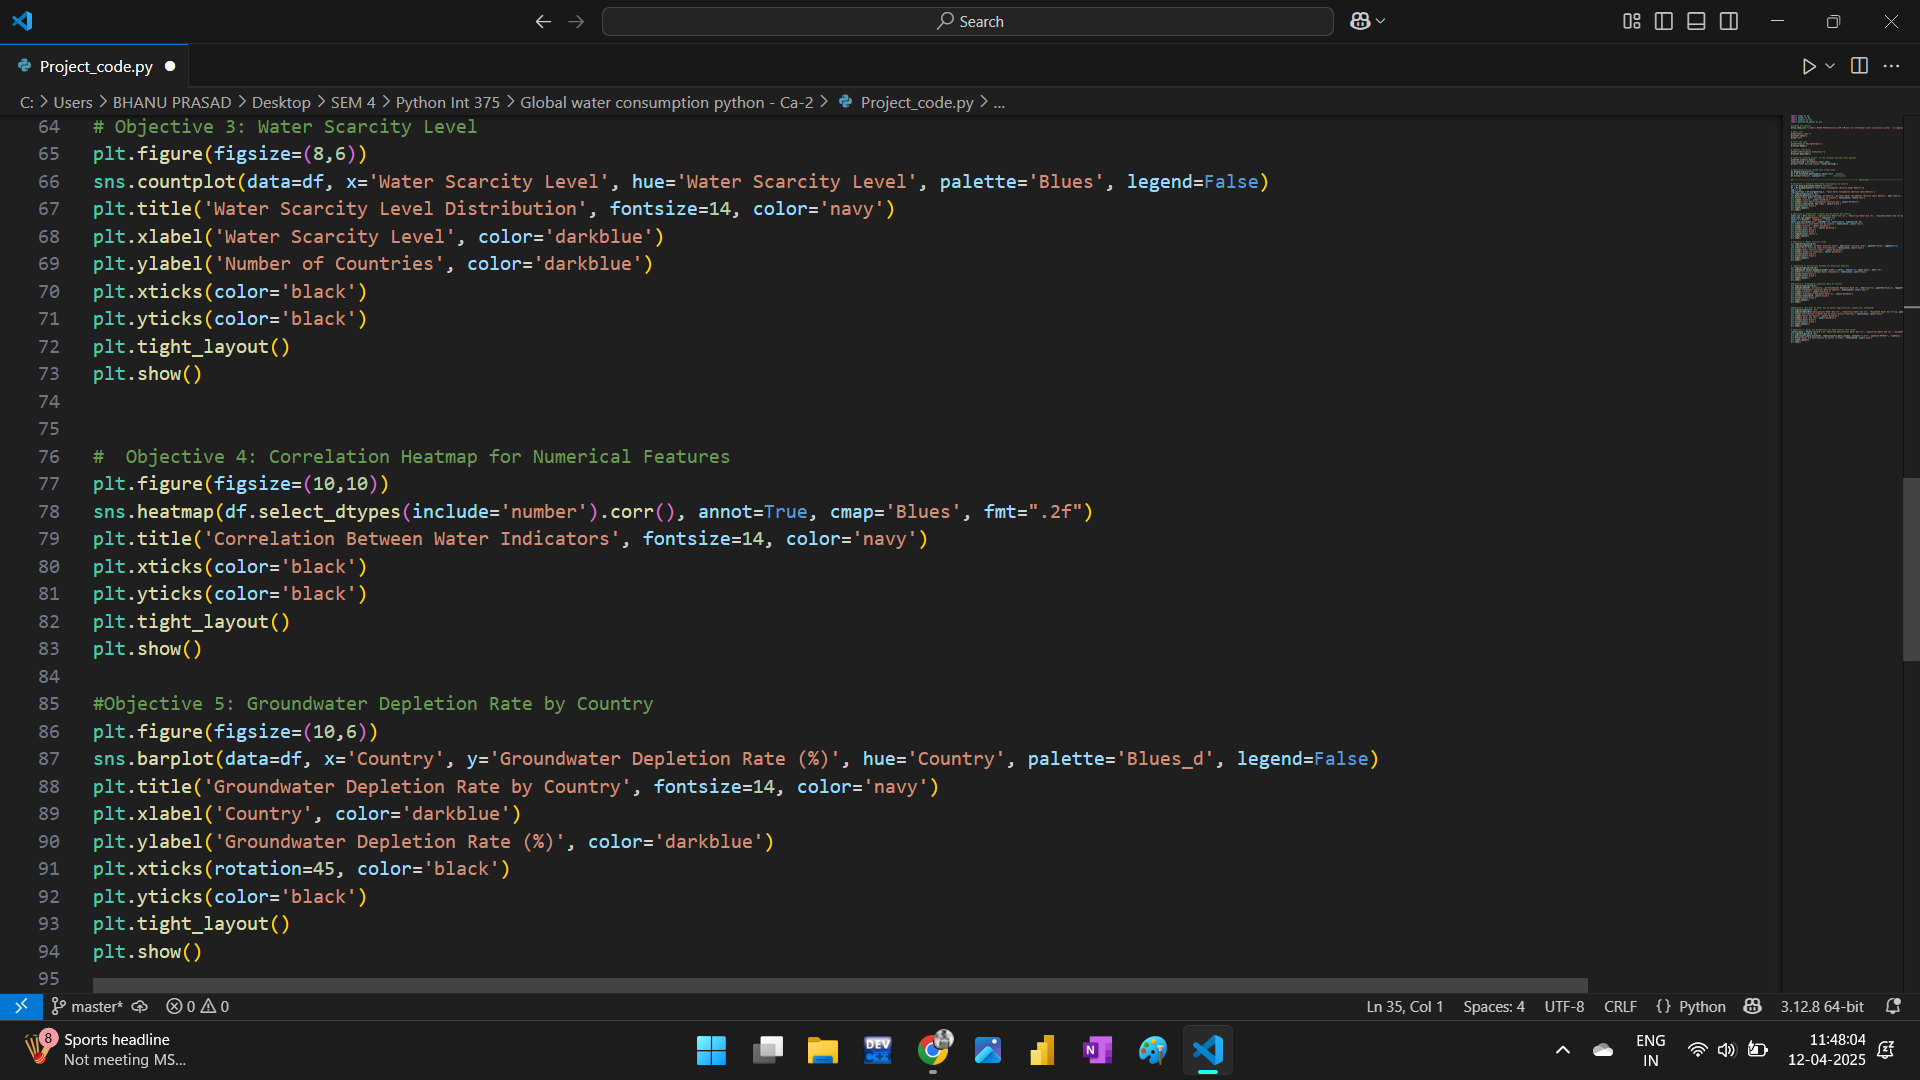 Search
Project_code.py
C: > Users > BHANU PRASAD > Desktop > SEM 4 > Python Int 375 > Global water consumption python - Ca-2 > Project_code.py > ...
64 # Objective 3: Water Scarcity Level
65 plt.figure(figsize=(8,6))
66 sns.countplot(data=df, x='Water Scarcity Level', hue='Water Scarcity Level', palette='Blues', legend=False)
67 plt.title('Water Scarcity Level Distribution', fontsize=14, color='navy')
68 plt.xlabel('Water Scarcity Level', color='darkblue')
69 plt.ylabel('Number of Countries', color='darkblue')
70 plt.xticks(color='black')
71 plt.yticks(color='black')
72 plt.tight_layout()
73 plt.show()
74
75
76 #  Objective 4: Correlation Heatmap for Numerical Features
77 plt.figure(figsize=(10,10))
78 sns.heatmap(df.select_dtypes(include='number').corr(), annot=True, cmap='Blues', fmt=".2f")
79 plt.title('Correlation Between Water Indicators', fontsize=14, color='navy')
80 plt.xticks(color='black')
81 plt.yticks(color='black')
82 plt.tight_layout()
83 plt.show()
84
85 #Objective 5: Groundwater Depletion Rate by Country
86 plt.figure(figsize=(10,6))
87 sns.barplot(data=df, x='Country', y='Groundwater Depletion Rate (%)', hue='Country', palette='Blues_d', legend=False)
88 plt.title('Groundwater Depletion Rate by Country', fontsize=14, color='navy')
89 plt.xlabel('Country', color='darkblue')
90 plt.ylabel('Groundwater Depletion Rate (%)', color='darkblue')
91 plt.xticks(rotation=45, color='black')
92 plt.yticks(color='black')
93 plt.tight_layout()
94 plt.show()
95
master* 0 0 Ln 35, Col 1 Spaces: 4 UTF-8 CRLF {} Python 3.12.8 64-bit
8 Sports headline
Not meeting MS...
DEV C++
N
ENG
IN
11:48:04
12-04-2025